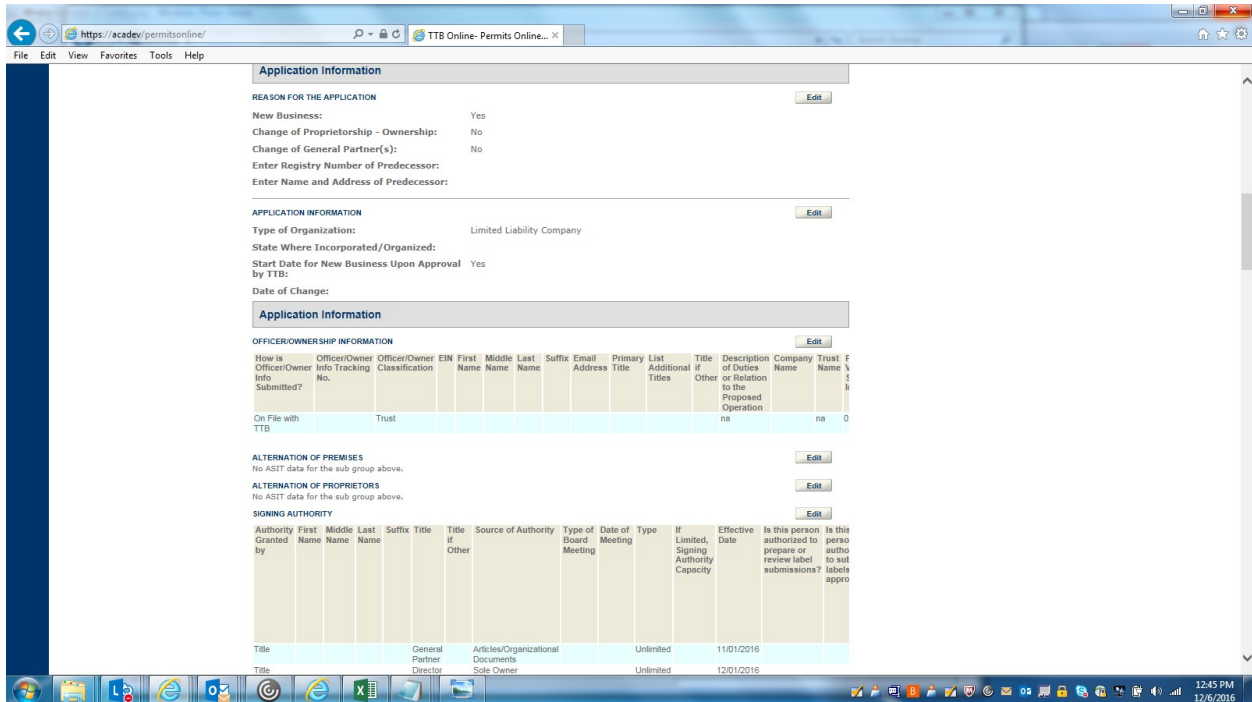 https://acadev/permitsonline/
TTB Online- Permits Online...
File Edit View Favorites Tools Help
Application Information
REASON FOR THE APPLICATION
Edit
New Business: Yes
Change of Proprietorship - Ownership: No
Change of General Partner(s): No
Enter Registry Number of Predecessor:
Enter Name and Address of Predecessor:
APPLICATION INFORMATION
Edit
Type of Organization: Limited Liability Company
State Where Incorporated/Organized:
Start Date for New Business Upon Approval Yes
by TTB:
Date of Change:
Application Information
OFFICER/OWNERSHIP INFORMATION
Edit
How is Officer/Owner Officer/Owner EIN First Middle Last Suffix Email Primary List Title Description Company Trust
Officer/Owner Info Tracking Classification Name Name Name Address Title Additional if of Duties Name Name
Info No. Titles Other or Relation
Submitted? to the
Proposed
Operation
On File with Trust na na 0
TTB
ALTERNATION OF PREMISES
Edit
No ASIT data for the sub group above.
ALTERNATION OF PROPRIETORS
Edit
No ASIT data for the sub group above.
SIGNING AUTHORITY
Edit
Authority First Middle Last Suffix Title Title Source of Authority Type of Date of Type If Effective Is this person Is this
Granted Name Name Name if Board Meeting Limited, Date authorized to perso
by Other Meeting Signing prepare or autho
Authority review label to sub
Capacity submissions? labels
appro
Title General Articles/Organizational Unlimited 11/01/2016
Partner Documents
Title Director Sole Owner Unlimited 12/01/2016
12:45 PM
12/6/2016